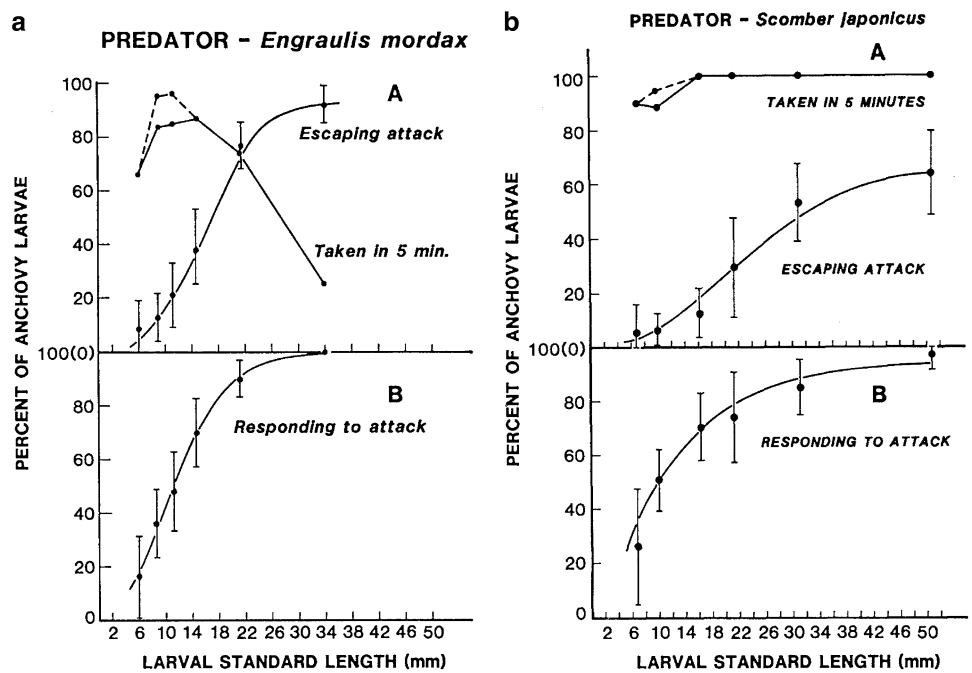 a
PREDATOR – Engraulis mordax
A
100
80
60
40
20
100(0)
80
60
40
20
0
Escaping attack
Taken in 5 min.
B
Responding to attack
PERCENT OF ANCHOVY LARVAE
2 6 10 14 18 22 26 30 34 38 42 46 50
LARVAL STANDARD LENGTH (mm)
b
PREDATOR – Scomber japonicus
A
100
80
60
40
20
100(0)
80
60
40
20
0
TAKEN IN 5 MINUTES
ESCAPING ATTACK
B
RESPONDING TO ATTACK
PERCENT OF ANCHOVY LARVAE
2 6 10 14 18 22 26 30 34 38 42 46 50
LARVAL STANDARD LENGTH (mm)